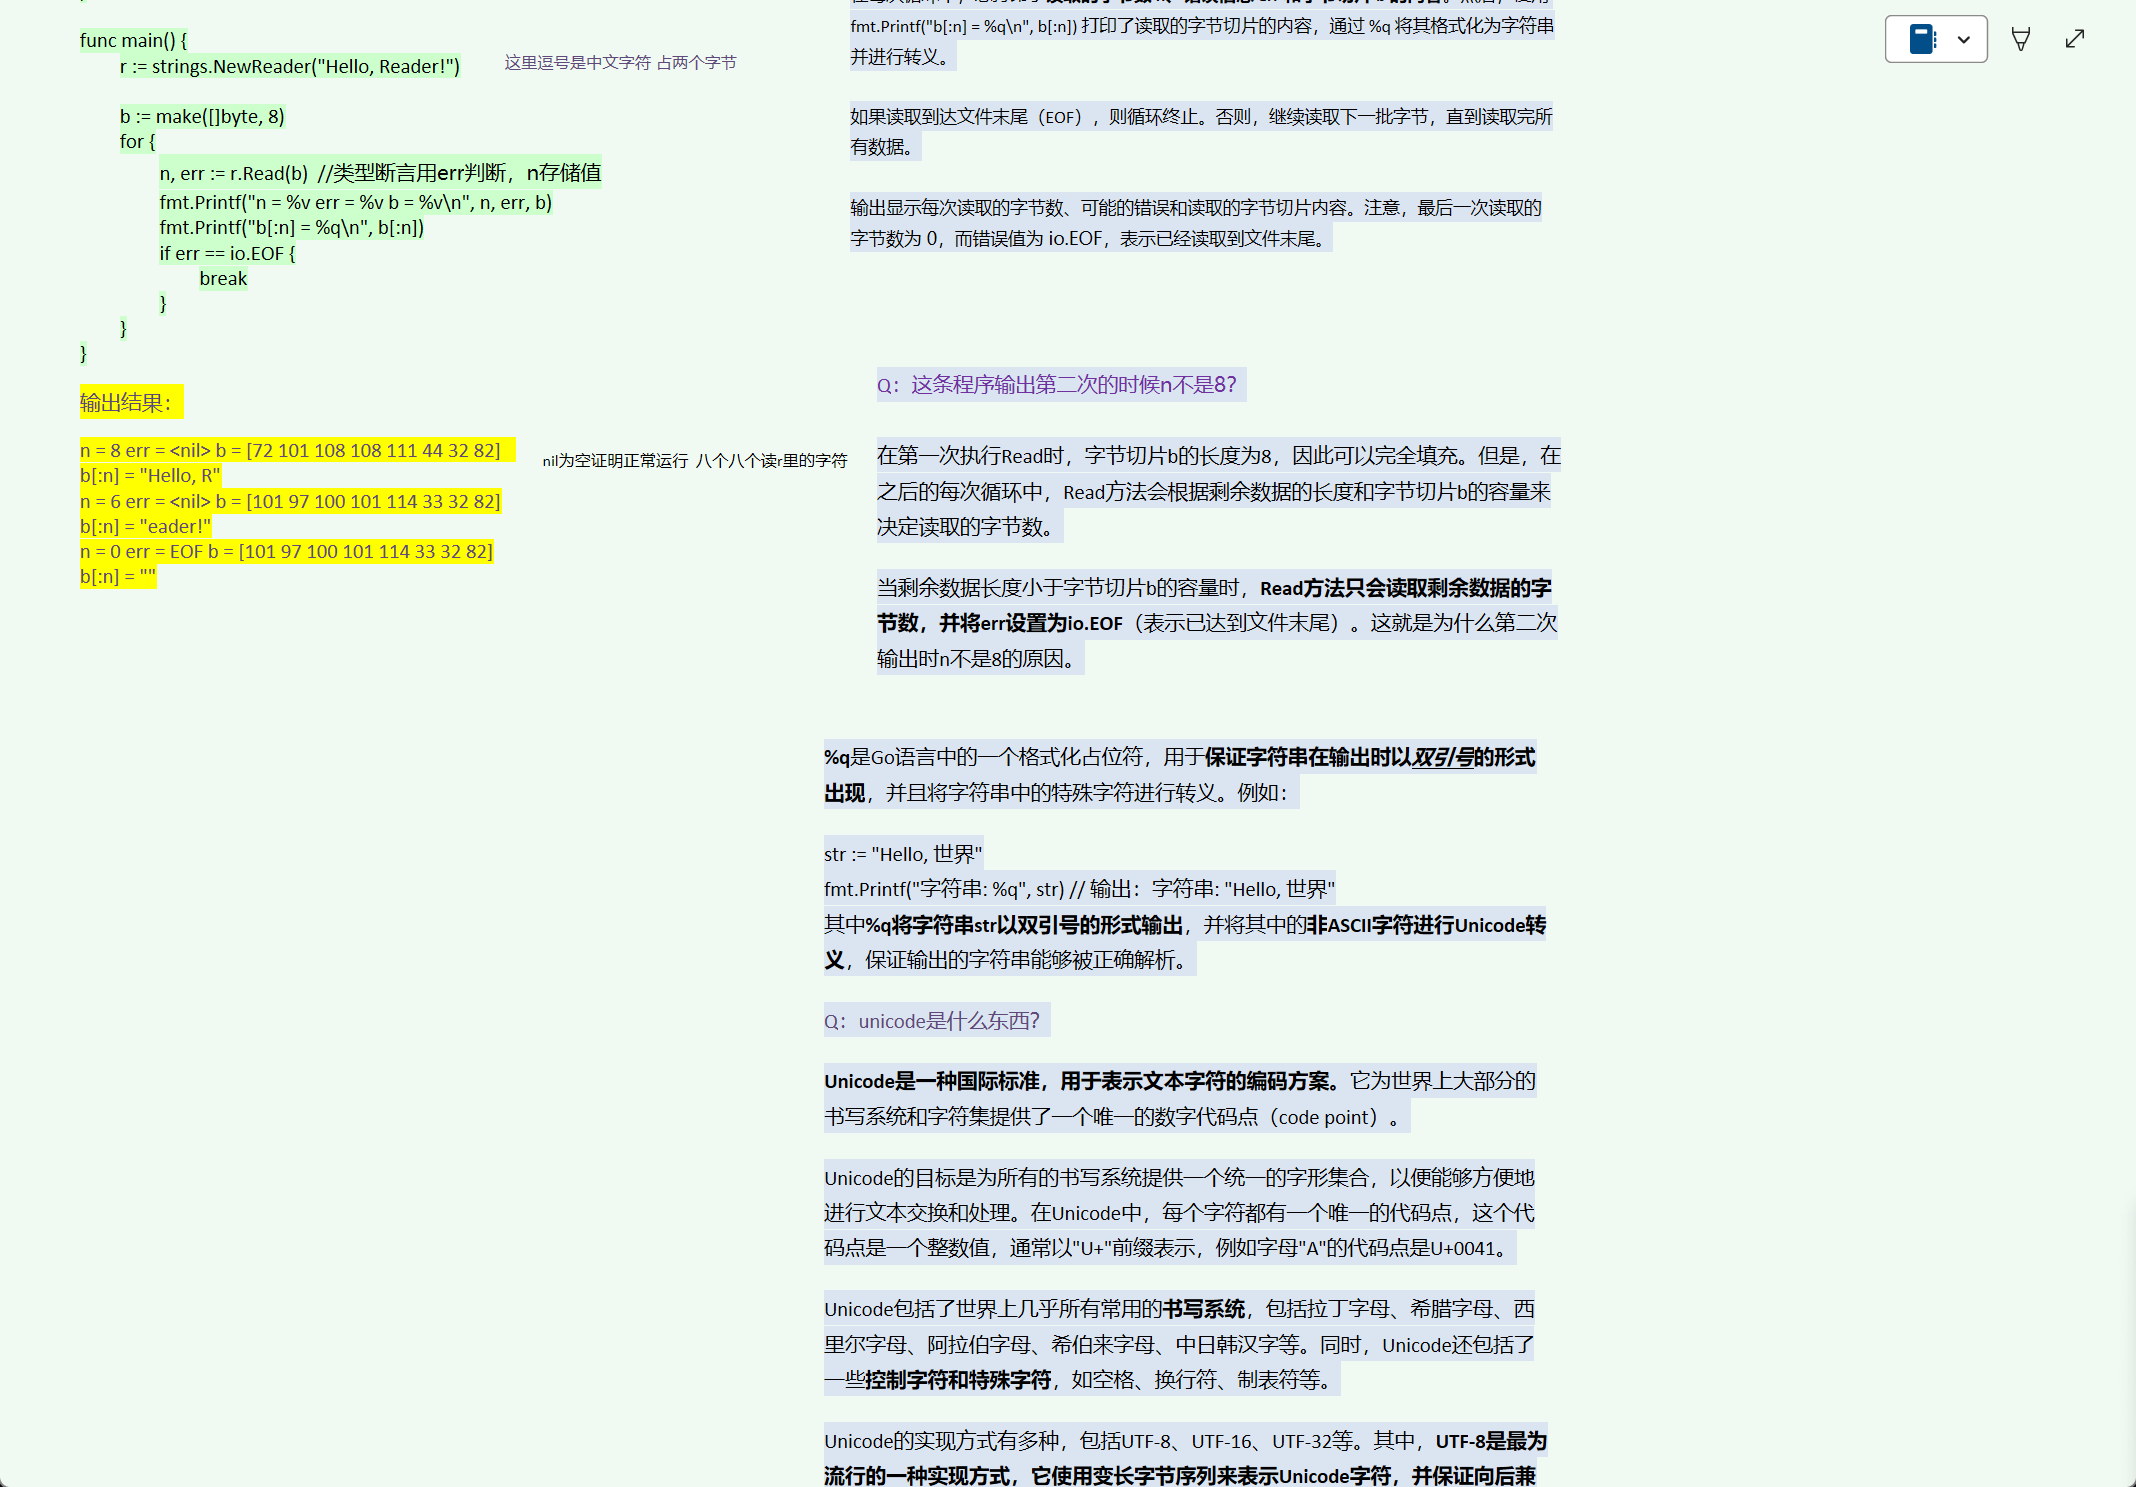 func main() {
r := strings.NewReader("Hello, Reader!")
这里逗号是中文字符 占两个字节
b := make([]byte, 8)
for {
n, err := r.Read(b) //类型断言用err判断，n存储值
fmt.Printf("n = %v err = %v b = %v\n", n, err, b)
fmt.Printf("b[:n] = %q\n", b[:n])
if err == io.EOF {
break
}
}
}
输出结果：
n = 8 err = <nil> b = [72 101 108 108 111 44 32 82]
b[:n] = "Hello, R"
n = 6 err = <nil> b = [101 97 100 101 114 33 32 82]
b[:n] = "eader!"
n = 0 err = EOF b = [101 97 100 101 114 33 32 82]
b[:n] = ""
nil为空证明正常运行 八个八个读r里的字符
fmt.Printf("b[:n] = %q\n", b[:n]) 打印了读取的字节切片的内容，通过 %q 将其格式化为字符串
并进行转义。
如果读取到达文件末尾（EOF），则循环终止。否则，继续读取下一批字节，直到读取完所
有数据。
输出显示每次读取的字节数、可能的错误和读取的字节切片内容。注意，最后一次读取的
字节数为 0，而错误值为 io.EOF，表示已经读取到文件末尾。
Q：这条程序输出第二次的时候n不是8？
在第一次执行Read时，字节切片b的长度为8，因此可以完全填充。但是，在
之后的每次循环中，Read方法会根据剩余数据的长度和字节切片b的容量来
决定读取的字节数。
当剩余数据长度小于字节切片b的容量时，Read方法只会读取剩余数据的字
节数，并将err设置为io.EOF（表示已达到文件末尾）。这就是为什么第二次
输出时n不是8的原因。
%q是Go语言中的一个格式化占位符，用于保证字符串在输出时以双引号的形式
出现，并且将字符串中的特殊字符进行转义。例如：
str := "Hello, 世界"
fmt.Printf("字符串: %q", str) // 输出：字符串: "Hello, 世界"
其中%q将字符串str以双引号的形式输出，并将其中的非ASCII字符进行Unicode转
义，保证输出的字符串能够被正确解析。
Q：unicode是什么东西？
Unicode是一种国际标准，用于表示文本字符的编码方案。它为世界上大部分的
书写系统和字符集提供了一个唯一的数字代码点（code point）。
Unicode的目标是为所有的书写系统提供一个统一的字形集合，以便能够方便地
进行文本交换和处理。在Unicode中，每个字符都有一个唯一的代码点，这个代
码点是一个整数值，通常以"U+"前缀表示，例如字母"A"的代码点是U+0041。
Unicode包括了世界上几乎所有常用的书写系统，包括拉丁字母、希腊字母、西
里尔字母、阿拉伯字母、希伯来字母、中日韩汉字等。同时，Unicode还包括了
一些控制字符和特殊字符，如空格、换行符、制表符等。
Unicode的实现方式有多种，包括UTF-8、UTF-16、UTF-32等。其中，UTF-8是最为
流行的一种实现方式，它使用变长字节序列来表示Unicode字符，并保证向后兼